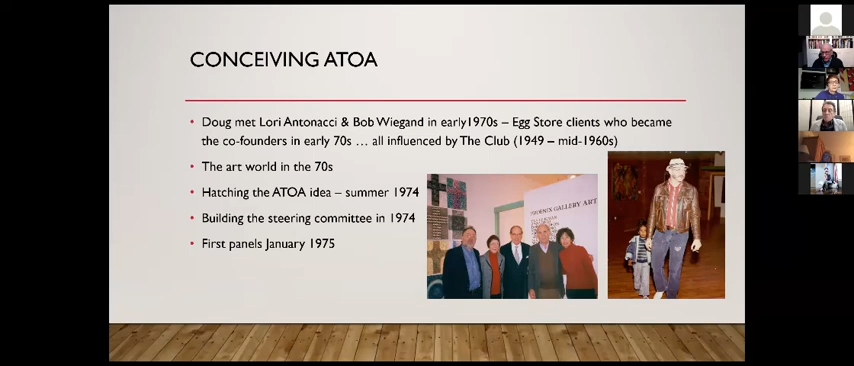 CONCEIVING ATOA
• Doug met Lori Antonacci & Bob Wiegand in early1970s – Egg Store clients who became
the co-founders in early 70s … all influenced by The Club (1949 – mid-1960s)
• The art world in the 70s
• Hatching the ATOA idea – summer 1974
• Building the steering committee in 1974
• First panels January 1975
PHOENIX GALLERY ART